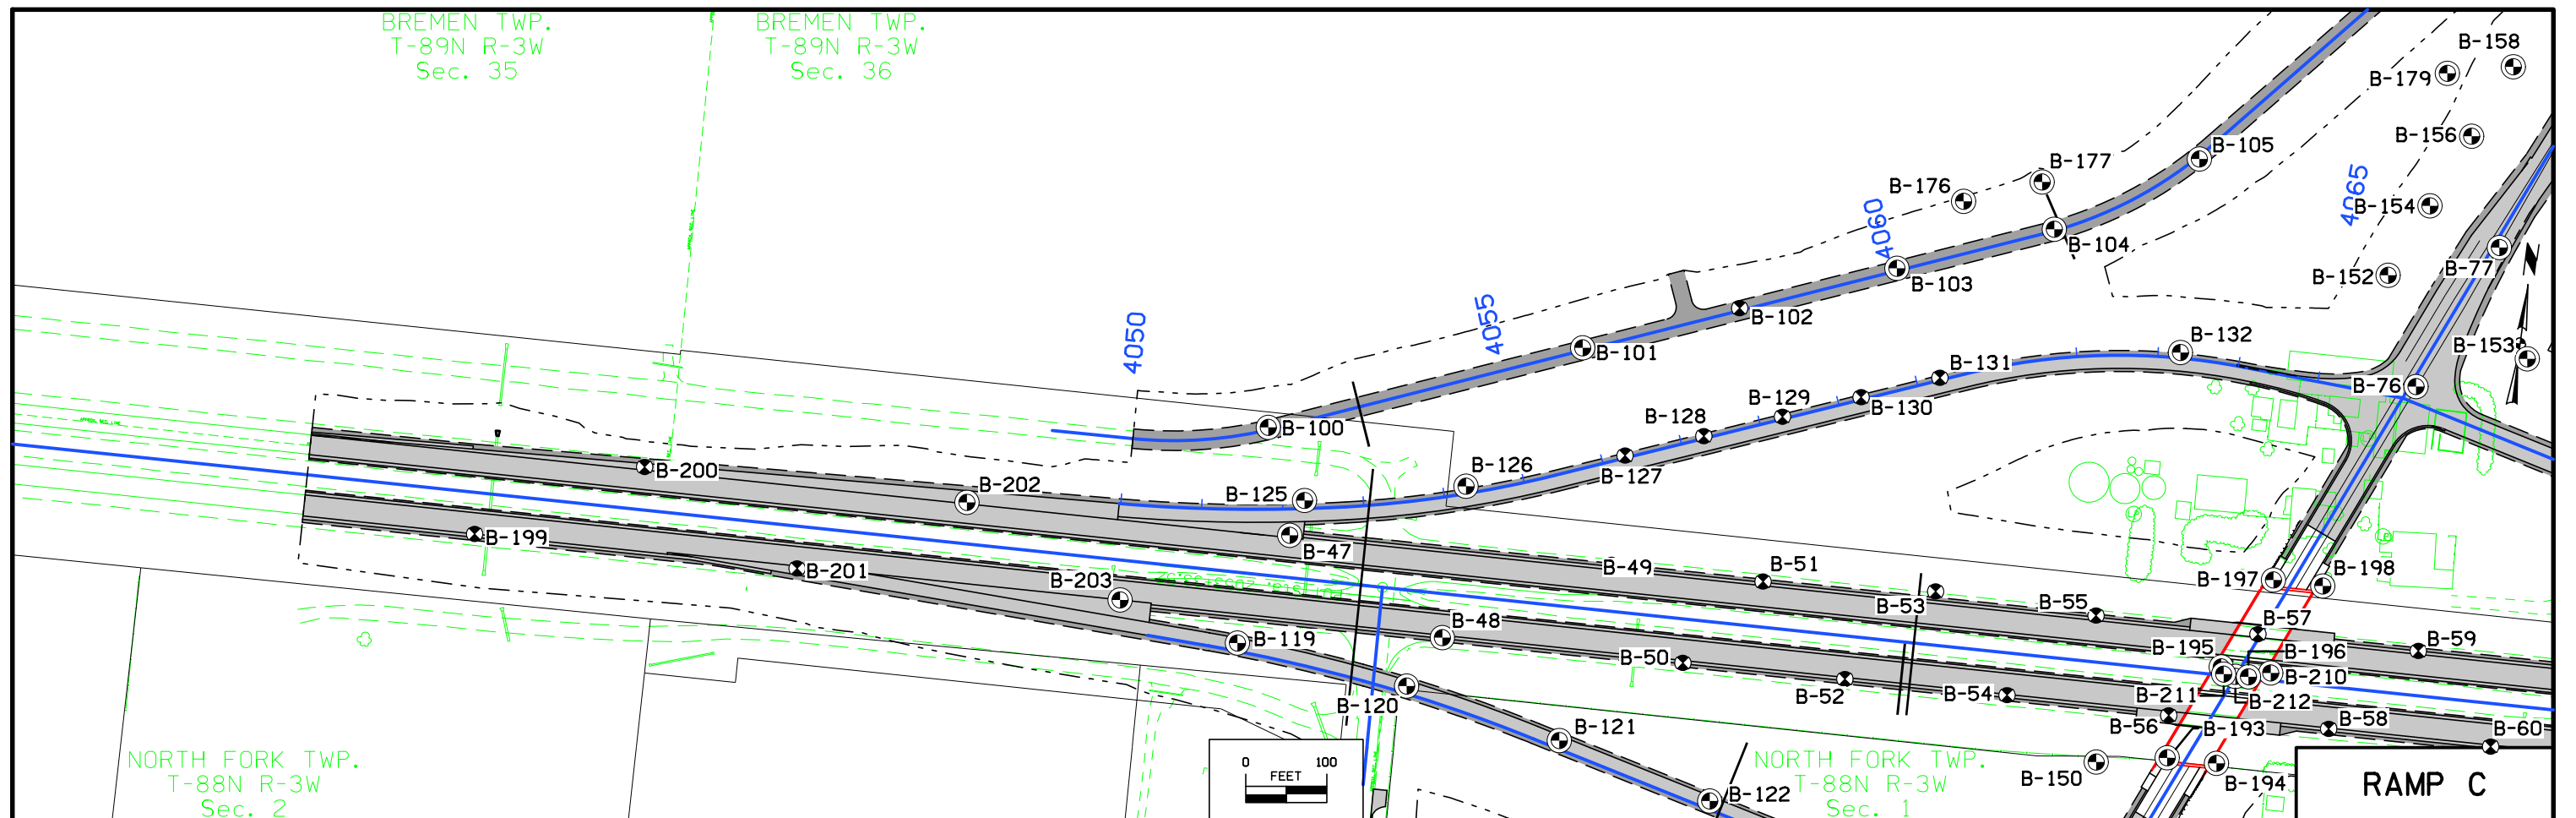 BREMEN TWP.
T-89N R-3W
Sec. 35
BREMEN TWP.
T-89N R-3W
Sec. 36
B-158
B-179
B-156
B-105
B-177
B-176
4065
B-154
4060
B-104
B-77
B-152
B-103
4055
4050
B-102
B-101
B-132
B-153
B-131
B-76
B-129
B-130
B-128
B-100
B-127
B-126
B-125
B-202
B-200
B-199
B-47
B-49
B-51
B-201
B-203
B-53
B-55
B-197
B-198
B-57
B-59
B-48
B-119
B-50
B-195
B-196
B-210
B-52
B-54
B-211
B-212
B-120
B-56
B-193
B-58
B-60
B-121
B-150
B-194
B-122
0 100
FEET
NORTH FORK TWP.
T-88N R-3W
Sec. 2
NORTH FORK TWP.
T-88N R-3W
Sec. 1
RAMP C
N